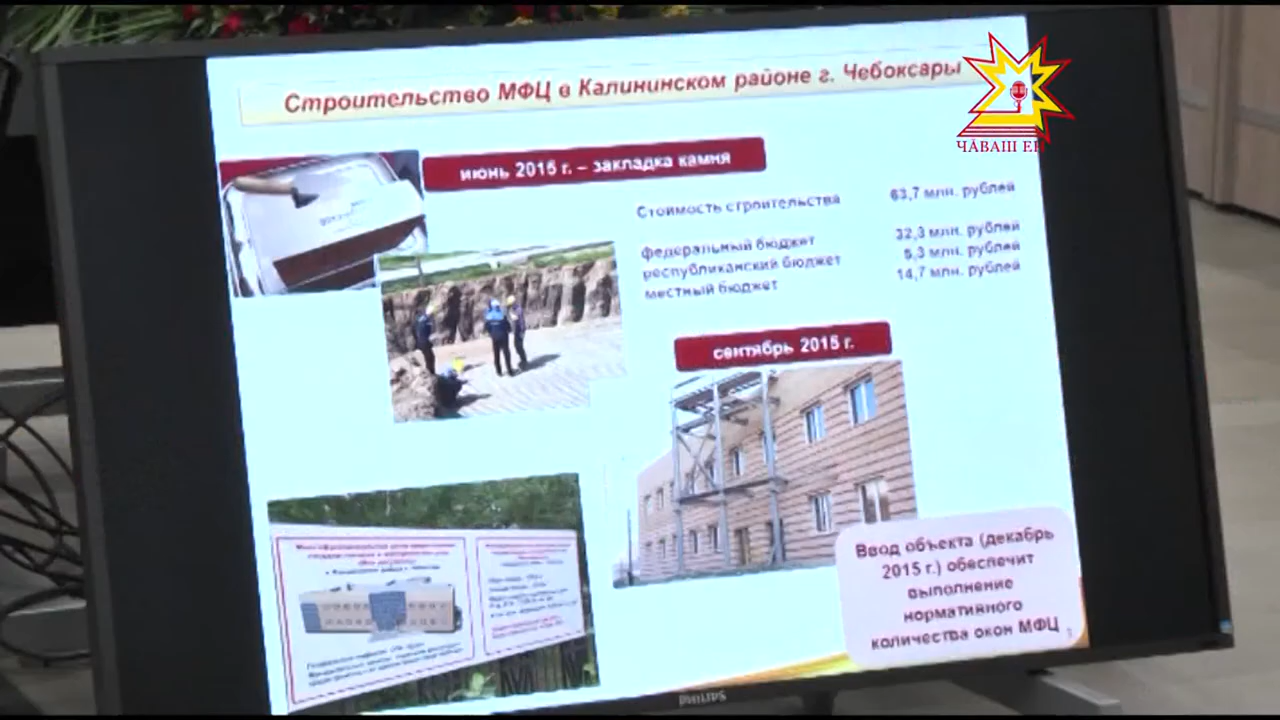 Строительство МФЦ в Калининском районе г. Чебоксары
ЧӐВАШ ЕН
июнь 2015 г. – закладка камня
Стоимость строительства 63,7 млн. рублей
федеральный бюджет 32,3 млн. рублей
республиканский бюджет 5,3 млн. рублей
местный бюджет 14,7 млн. рублей
сентябрь 2015 г.
Ввод объекта (декабрь
2015 г.) обеспечит
выполнение
нормативного
количества окон МФЦ
PHILIPS